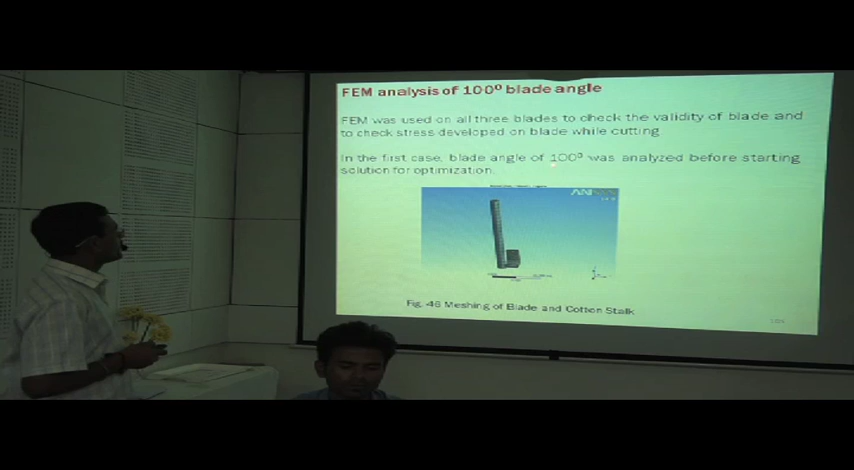 FEM analysis of 100⁰ blade angle
FEM was used on all three blades to check the validity of blade and
to check stress developed on blade while cutting
In the first case, blade angle of 100⁰ was analyzed before starting
solution for optimization.
Fig. 46 Meshing of Blade and Cotton Stalk